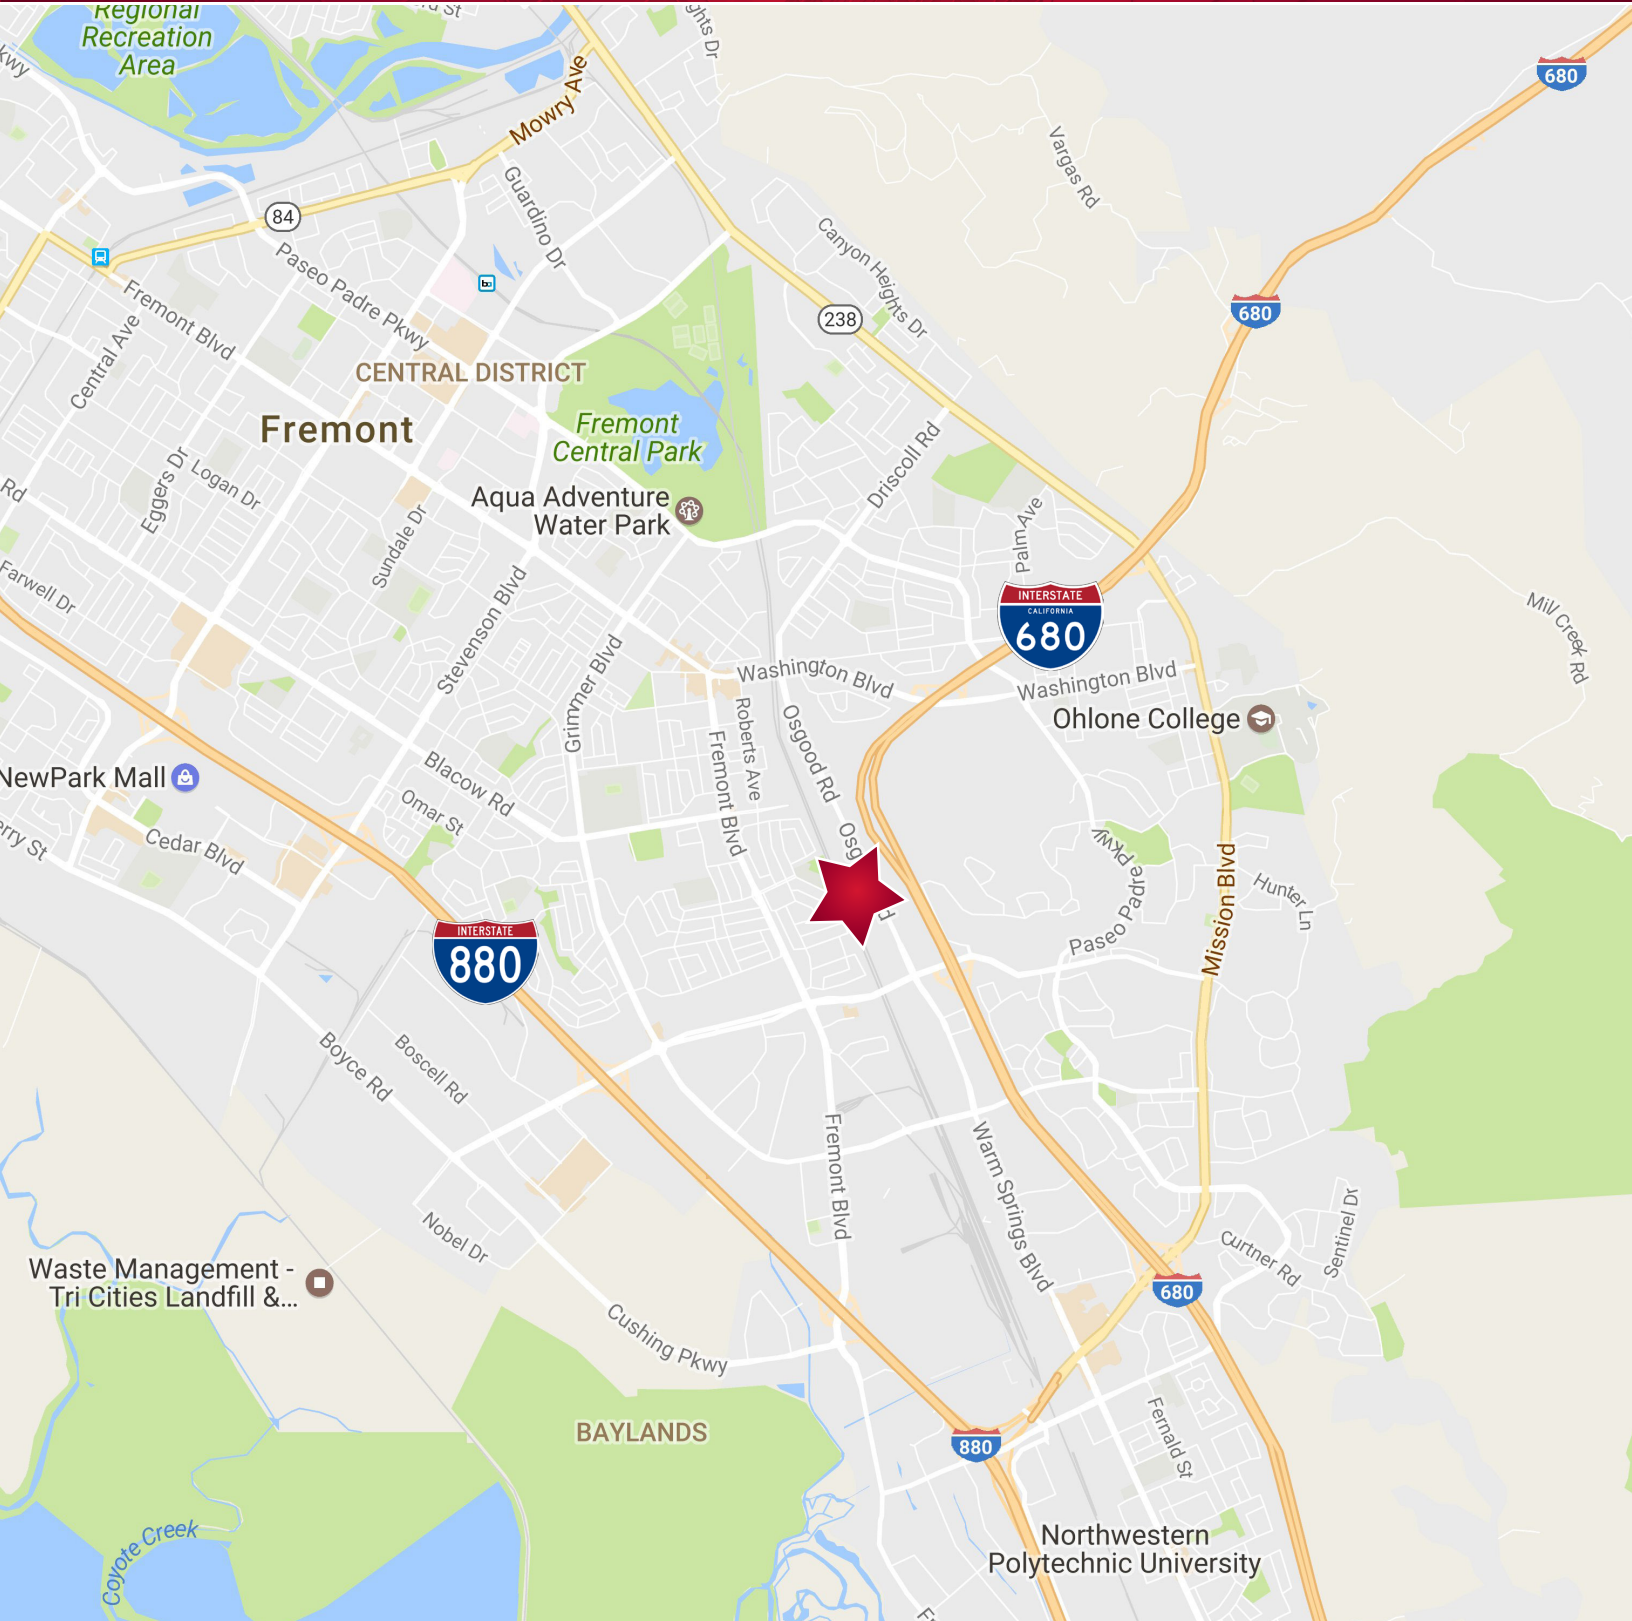 Regional
Recreation
Area
Mowry Ave
680
Vargas Rd
84
Guardino Dr
Canyon Heights Dr
Paseo Padre Pkwy
Fremont Blvd
238
680
Central Ave
CENTRAL DISTRICT
Fremont
Fremont
Central Park
Driscoll Rd
Eggers Dr
Logan Dr
Rd
Aqua Adventure
Water Park
Sundale Dr
Palm Ave
Farwell Dr
Stevenson Blvd
INTERSTATE
CALIFORNIA
680
Mill Creek Rd
Grimmer Blvd
Washington Blvd
Washington Blvd
Ohlone College
Roberts Ave
Osgood Rd
Fremont Blvd
NewPark Mall
Blacow Rd
Omar St
Cedar Blvd
Paseo Padre Pkwy
Mission Blvd
Hunter Ln
INTERSTATE
880
Boyce Rd
Boscell Rd
Fremont Blvd
Warm Springs Blvd
Nobel Dr
Sentinel Dr
Curtner Rd
Waste Management -
Tri Cities Landfill &...
680
Cushing Pkwy
BAYLANDS
Fernald St
880
Coyote Creek
Northwestern
Polytechnic University